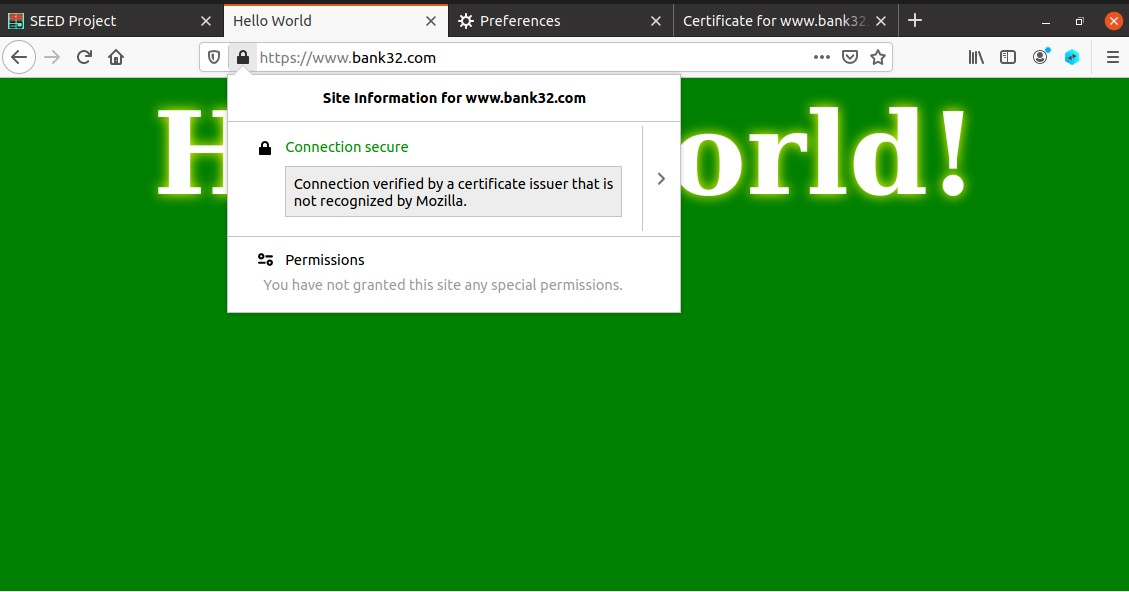 SEED Project
Hello World
Preferences
Certificate for www.bank32
https://www.bank32.com
H orld!
Site Information for www.bank32.com
Connection secure
Connection verified by a certificate issuer that is
not recognized by Mozilla.
Permissions
You have not granted this site any special permissions.